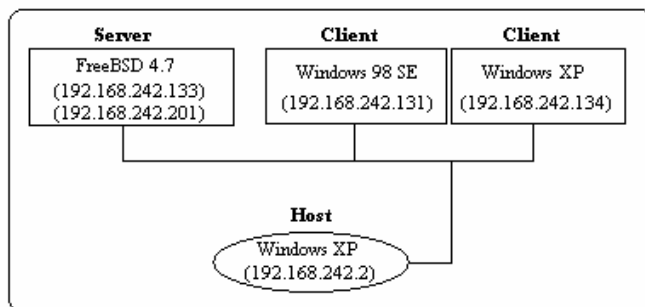 Server
FreeBSD 4.7
(192.168.242.133)
(192.168.242.201)
Client
Windows 98 SE
(192.168.242.131)
Client
Windows XP
(192.168.242.134)
Host
Windows XP
(192.168.242.2)